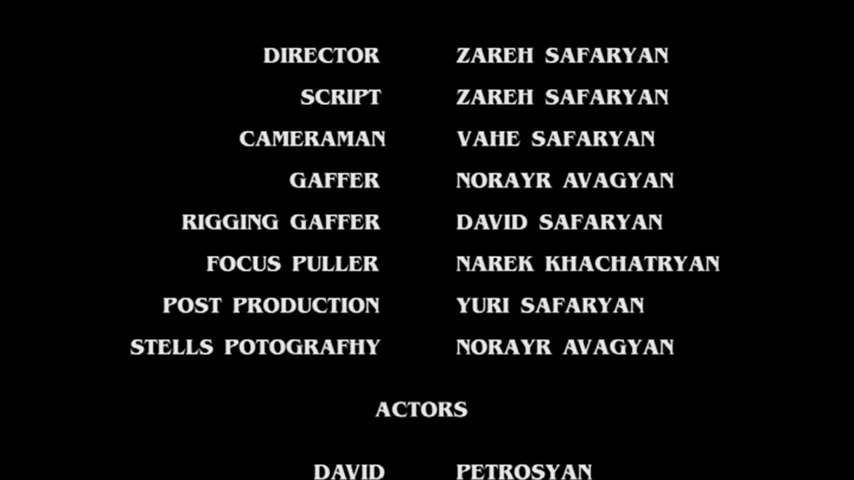 DIRECTOR ZAREH SAFARYAN
SCRIPT ZAREH SAFARYAN
CAMERAMAN VAHE SAFARYAN
GAFFER NORAYR AVAGYAN
RIGGING GAFFER DAVID SAFARYAN
FOCUS PULLER NAREK KHACHATRYAN
POST PRODUCTION YURI SAFARYAN
STELLS POTOGRAFHY NORAYR AVAGYAN
ACTORS
DAVID PETROSYAN